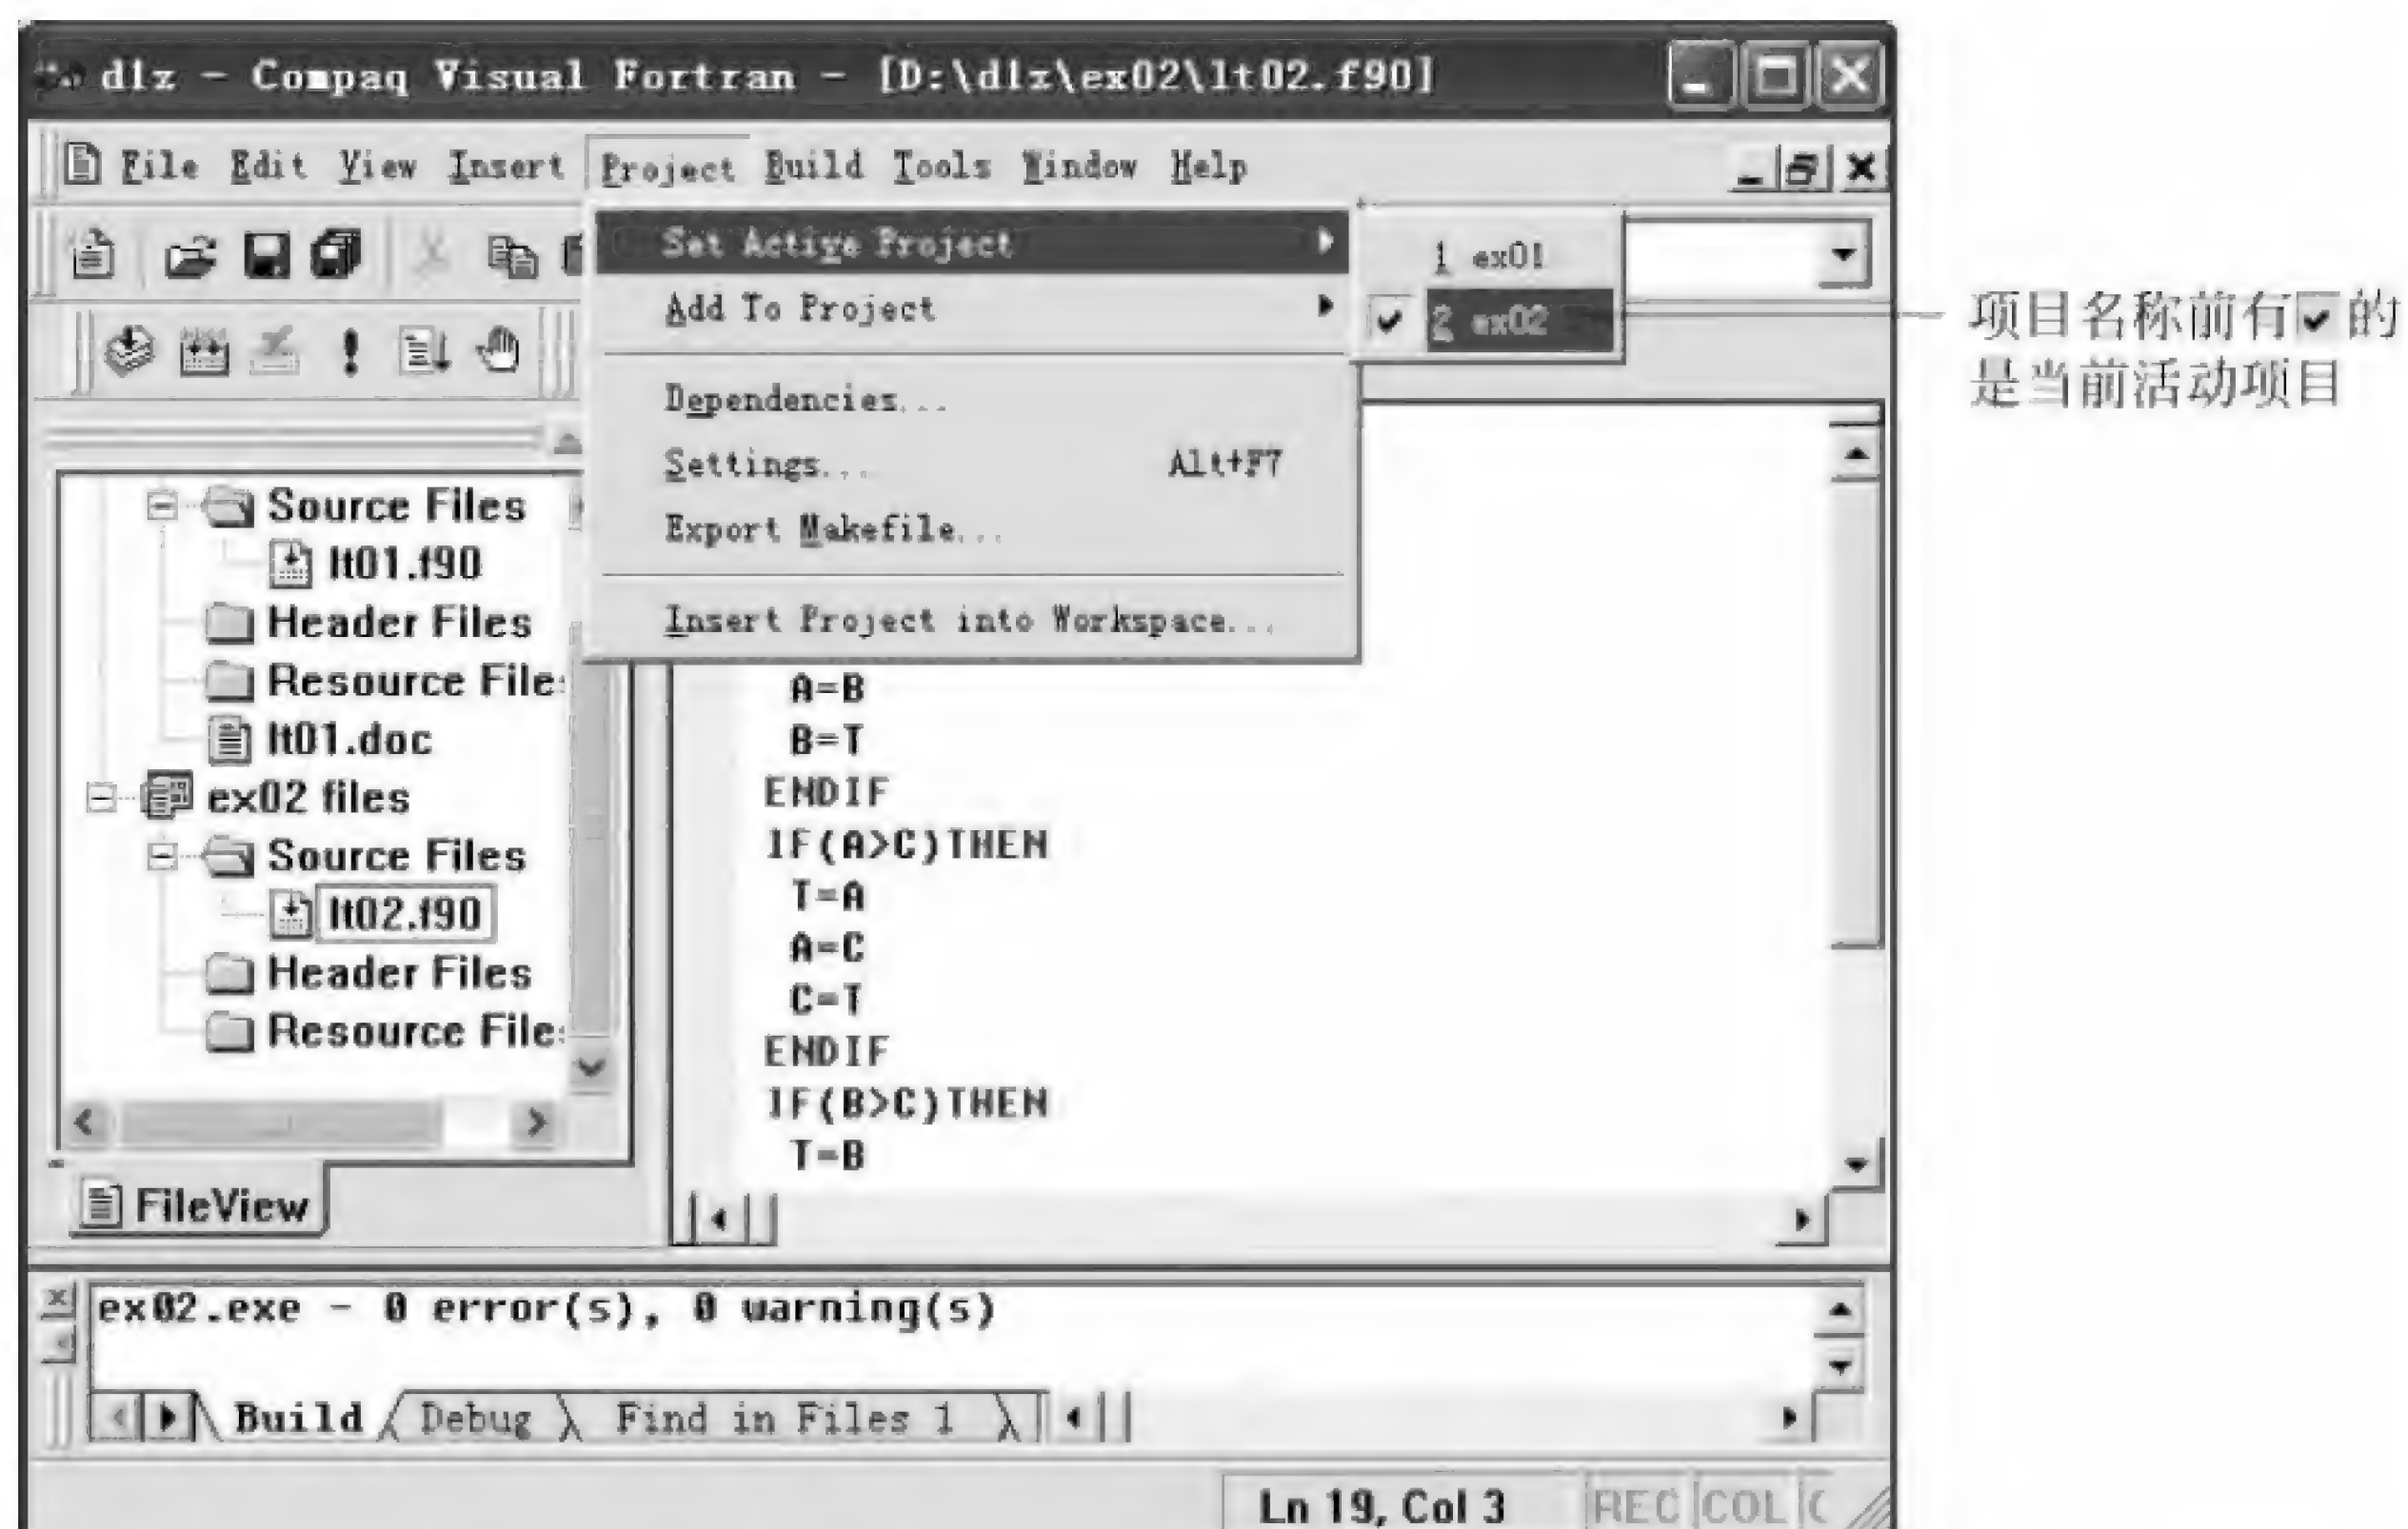 dlz - Compaq Visual Fortran - [D:\dlz\ex02\lt02.f90]
File Edit View Insert Project Build Tools Window Help
Set Active Project
1 ex01
Add To Project
2 ex02
项目名称前有✔的
是当前活动项目
Dependencies...
Settings... Alt+F7
Export Makefile...
Insert Project into Workspace...
Source Files
lt01.f90
Header Files
Resource File
lt01.doc
ex02 files
Source Files
lt02.f90
Header Files
Resource File
FileView
A=B
B=T
ENDIF
IF(A>C)THEN
T=A
A=C
C=T
ENDIF
IF(B>C)THEN
T=B
ex02.exe - 0 error(s), 0 warning(s)
Build Debug Find in Files 1
Ln 19, Col 3 REC COL